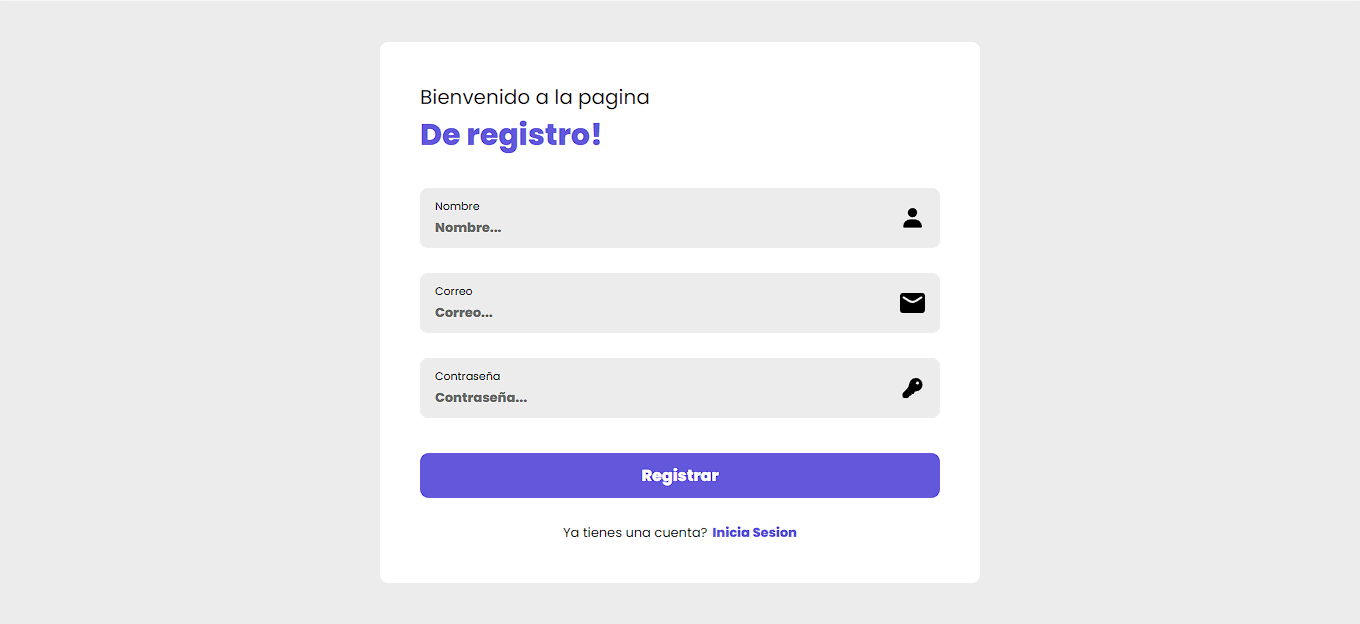 Bienvenido a la pagina
De registro!
Nombre
Nombre...
Correo
Correo...
Contraseña
Contraseña...
Registrar
Ya tienes una cuenta? Inicia Sesion